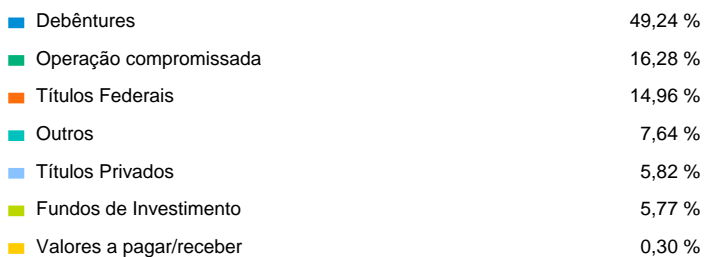 Debêntures 49,24 %
Operação compromissada 16,28 %
Títulos Federais 14,96 %
Outros 7,64 %
Títulos Privados 5,82 %
Fundos de Investimento 5,77 %
Valores a pagar/receber 0,30 %